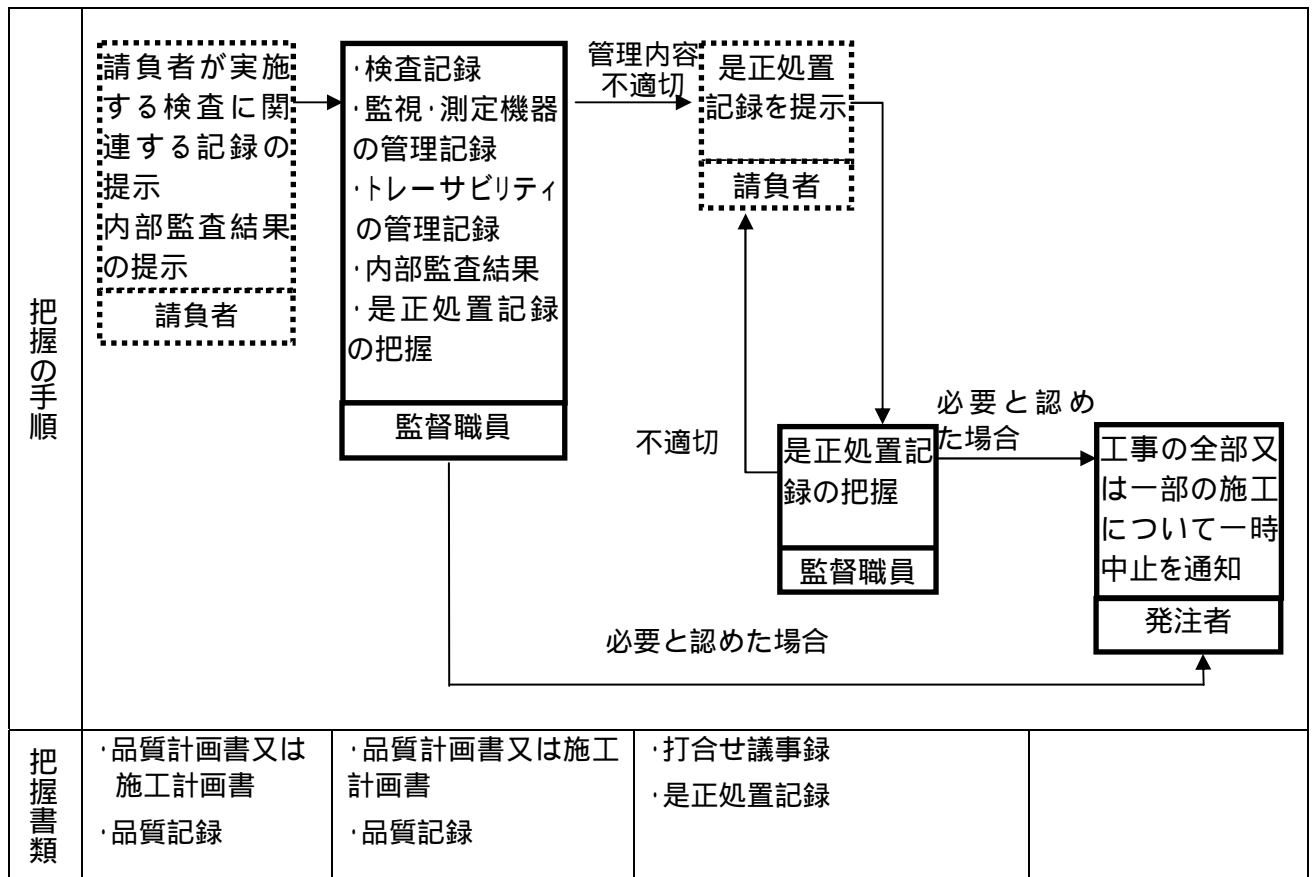 把握の手順
請負者が実施
する検査に関
連する記録の
提示
内部監査結果
の提示
請負者
・検査記録
・監視・測定機器
の管理記録
・トレーサビリティ
の管理記録
・内部監査結果
・是正処置記録
の把握
監督職員
管理内容
不適切
是正処置
記録を提示
請負者
不適切
是正処置記
録の把握
監督職員
必要と認め
た場合
工事の全部又
は一部の施工
について一時
中止を通知
発注者
必要と認めた場合
把握書類
・品質計画書又は
施工計画書
・品質記録
・品質計画書又は施工
計画書
・品質記録
・打合せ議事録
・是正処置記録